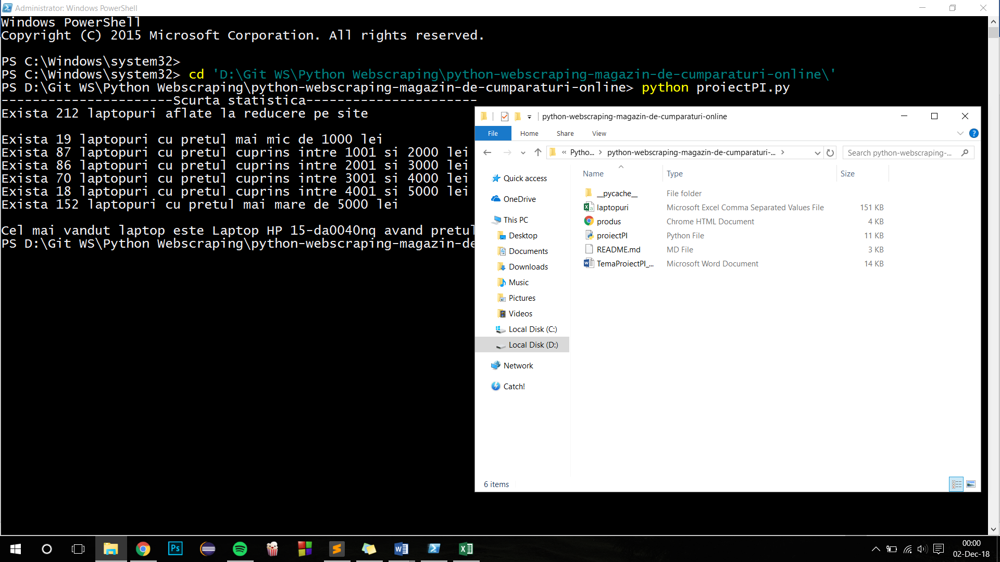 Administrator: Windows PowerShell
Windows PowerShell
Copyright (C) 2015 Microsoft Corporation. All rights reserved.
PS C:\Windows\system32>
PS C:\Windows\system32> cd 'D:\Git WS\Python Webscraping\python-webscraping-magazin-de-cumparaturi-online\'
PS D:\Git WS\Python Webscraping\python-webscraping-magazin-de-cumparaturi-online> python proiectPI.py
----------------------Scurta statistica----------------------
Exista 212 laptopuri aflate la reducere pe site
Exista 19 laptopuri cu pretul mai mic de 1000 lei
Exista 87 laptopuri cu pretul cuprins intre 1001 si 2000 lei
Exista 86 laptopuri cu pretul cuprins intre 2001 si 3000 lei
Exista 70 laptopuri cu pretul cuprins intre 3001 si 4000 lei
Exista 18 laptopuri cu pretul cuprins intre 4001 si 5000 lei
Exista 152 laptopuri cu pretul mai mare de 5000 lei
Cel mai vandut laptop este Laptop HP 15-da0040nq avand pretul
PS D:\Git WS\Python Webscraping\python-webscraping-magazin-de
python-webscraping-magazin-de-cumparaturi-online
File Home Share View
« Pytho... python-webscraping-magazin-de-cumparaturi-...
Search python-webscraping-...
Quick access
OneDrive
This PC
Desktop
Documents
Downloads
Music
Pictures
Videos
Local Disk (C:)
Local Disk (D:)
Network
Catch!
Name Type Size
__pycache__ File folder
laptopuri Microsoft Excel Comma Separated Values File 151 KB
produs Chrome HTML Document 4 KB
proiectPI Python File 11 KB
README.md MD File 3 KB
TemaProiectPI_... Microsoft Word Document 14 KB
6 items
Ps
00:00
02-Dec-18